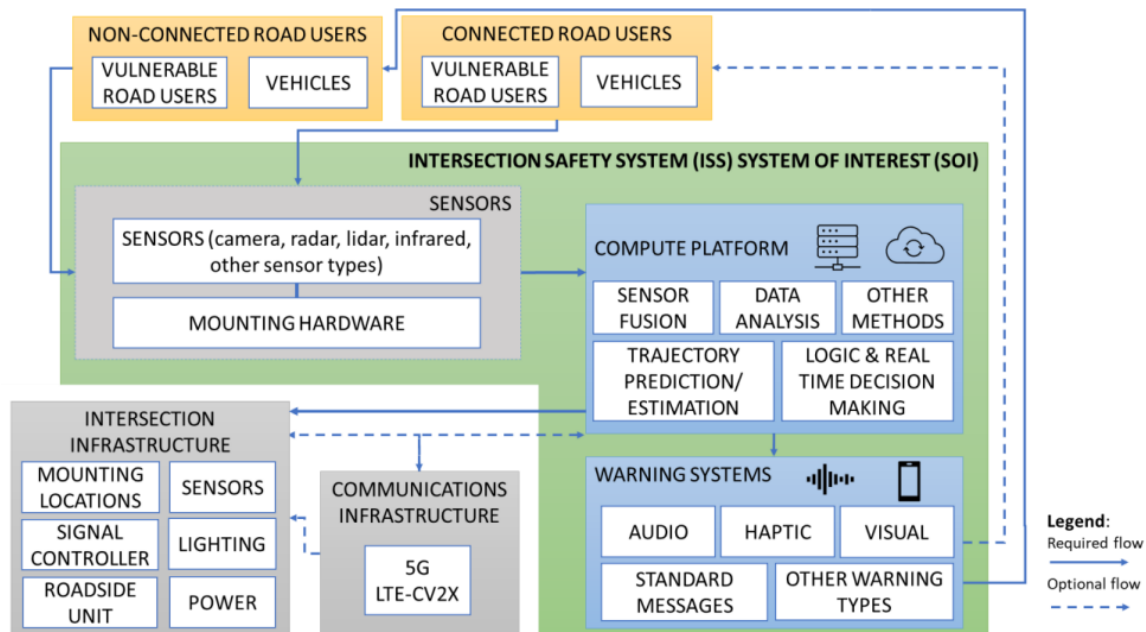 NON-CONNECTED ROAD USERS
VULNERABLE
ROAD USERS
VEHICLES
CONNECTED ROAD USERS
VULNERABLE
ROAD USERS
VEHICLES
INTERSECTION SAFETY SYSTEM (ISS) SYSTEM OF INTEREST (SOI)
SENSORS
SENSORS (camera, radar, lidar, infrared,
other sensor types)
MOUNTING HARDWARE
COMPUTE PLATFORM
SENSOR
FUSION
DATA
ANALYSIS
OTHER
METHODS
TRAJECTORY
PREDICTION/
ESTIMATION
LOGIC & REAL
TIME DECISION
MAKING
INTERSECTION
INFRASTRUCTURE
MOUNTING
LOCATIONS
SENSORS
SIGNAL
CONTROLLER
LIGHTING
ROADSIDE
UNIT
POWER
COMMUNICATIONS
INFRASTRUCTURE
5G
LTE-CV2X
WARNING SYSTEMS
AUDIO
HAPTIC
VISUAL
STANDARD
MESSAGES
OTHER WARNING
TYPES
Legend:
Required flow
Optional flow